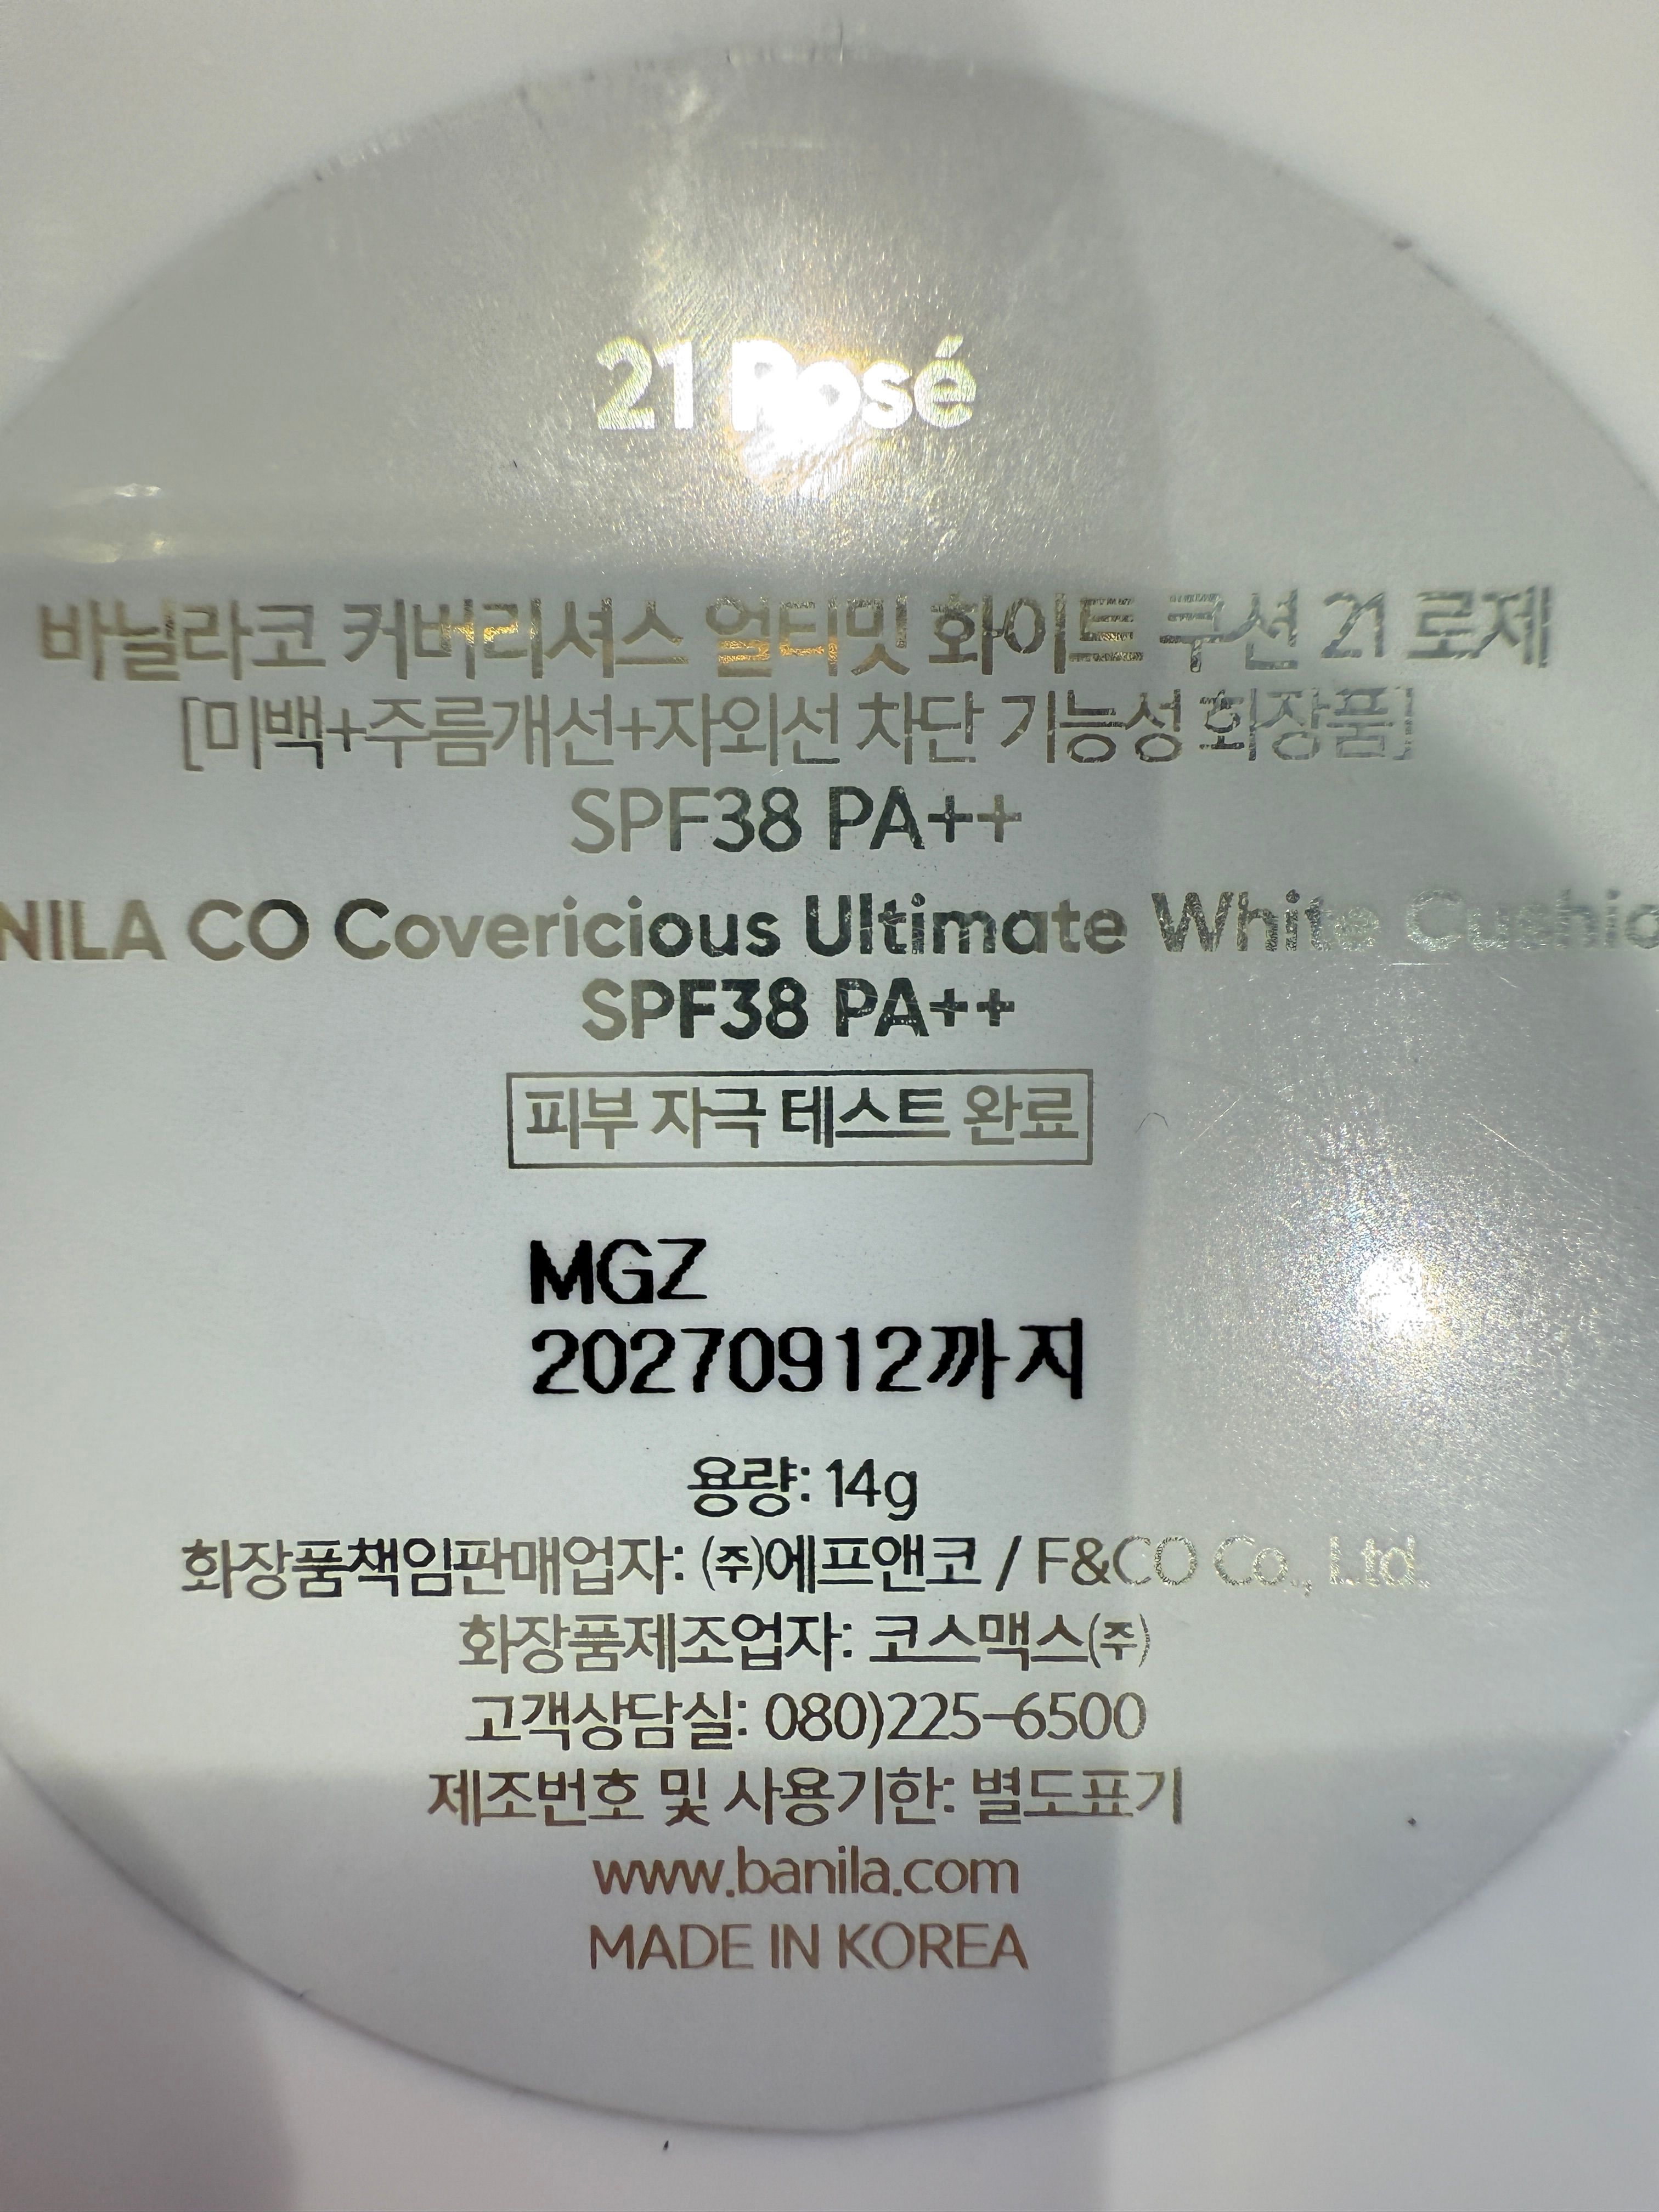 21 Rosé
바닐라코 커버리셔스 얼티밋 화이트 쿠션 21 로제
[미백+주름개선+자외선 차단 기능성 화장품]
SPF38 PA++
NILA CO Covericious Ultimate White Cushio
SPF38 PA++
피부 자극 테스트 완료
MGZ
20270912까지
용량: 14g
화장품책임판매업자: ㈜에프앤코 / F&CO Co., Ltd.
화장품제조업자: 코스맥스㈜
고객상담실: 080)225-6500
제조번호 및 사용기한: 별도표기
www.banila.com
MADE IN KOREA